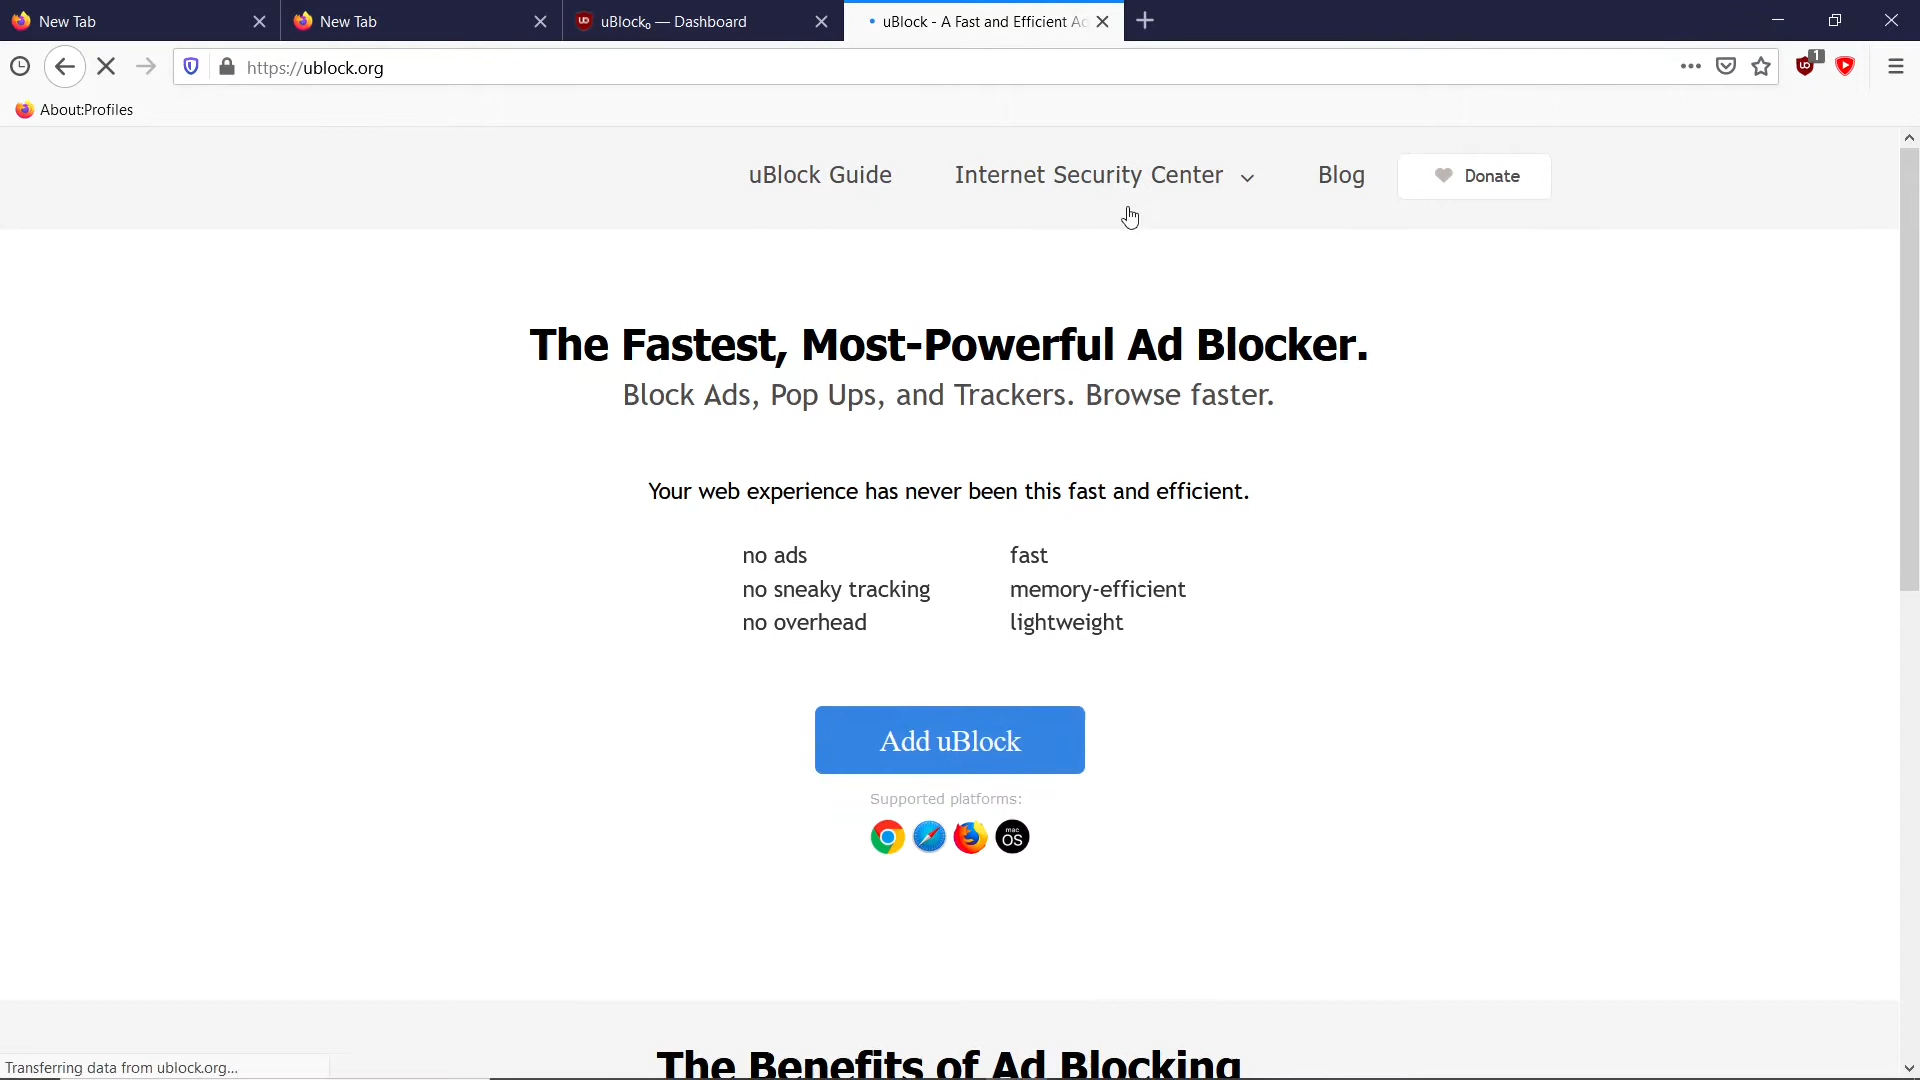 New Tab
New Tab
uBlock₀ — Dashboard
uBlock - A Fast and Efficient Ad
https://ublock.org
1
About:Profiles
uBlock Guide
Internet Security Center
Blog
Donate
The Fastest, Most-Powerful Ad Blocker.
Block Ads, Pop Ups, and Trackers. Browse faster.
Your web experience has never been this fast and efficient.
no ads
fast
no sneaky tracking
memory-efficient
no overhead
lightweight
Add uBlock
Supported platforms:
mac OS
The Benefits of Ad Blocking
Transferring data from ublock.org...